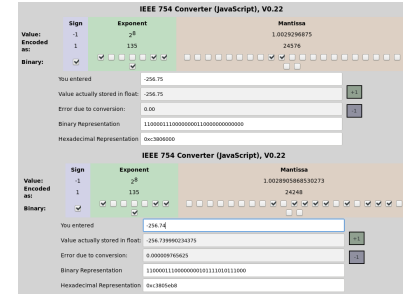 IEEE 754 Converter (JavaScript), V0.22
Sign Exponent Mantissa
Value: -1 2^8 1.0029296875
Encoded as: 1 135 24576
Binary:
You entered -256.75
Value actually stored in float: -256.75 +1
Error due to conversion: 0.00 -1
Binary Representation 11000011100000000110000000000000
Hexadecimal Representation 0xc3806000
IEEE 754 Converter (JavaScript), V0.22
Sign Exponent Mantissa
Value: -1 2^8 1.0028905868530273
Encoded as: 1 135 24248
Binary:
You entered -256.74
Value actually stored in float: -256.739990234375 +1
Error due to conversion: 0.000009765625 -1
Binary Representation 11000011100000000101111010111000
Hexadecimal Representation 0xc3805eb8